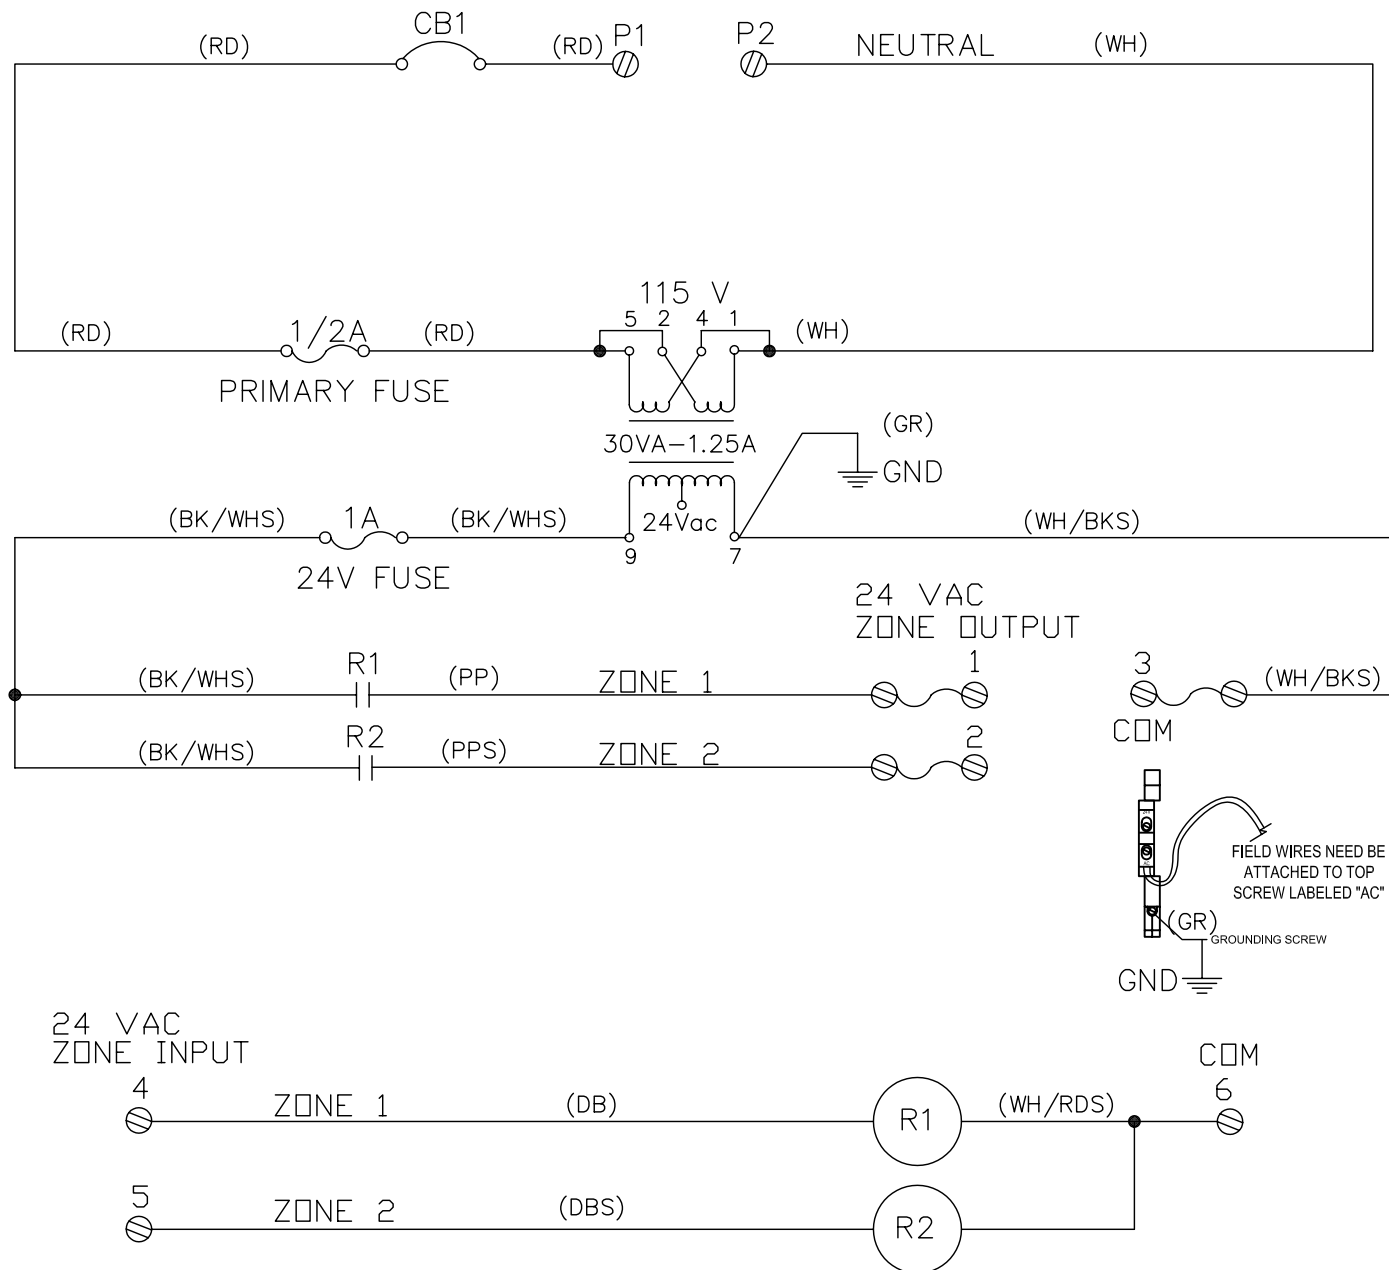 CB1
P1
P2
(RD)
(RD)
NEUTRAL
(WH)
115 V
5 2 4 1
(RD)
1/2A
(RD)
(WH)
PRIMARY FUSE
(GR)
30VA-1.25A
GND
(BK/WHS)
1A
(BK/WHS)
24Vac
(WH/BKS)
9
7
24V FUSE
24 VAC
ZONE OUTPUT
(BK/WHS)
R1
(PP)
ZONE 1
1
3
(WH/BKS)
COM
(BK/WHS)
R2
(PPS)
ZONE 2
2
FIELD WIRES NEED BE
ATTACHED TO TOP
SCREW LABELED "AC"
(GR)
GROUNDING SCREW
GND
24 VAC
ZONE INPUT
COM
4
ZONE 1
(DB)
R1
(WH/RDS)
6
5
ZONE 2
(DBS)
R2